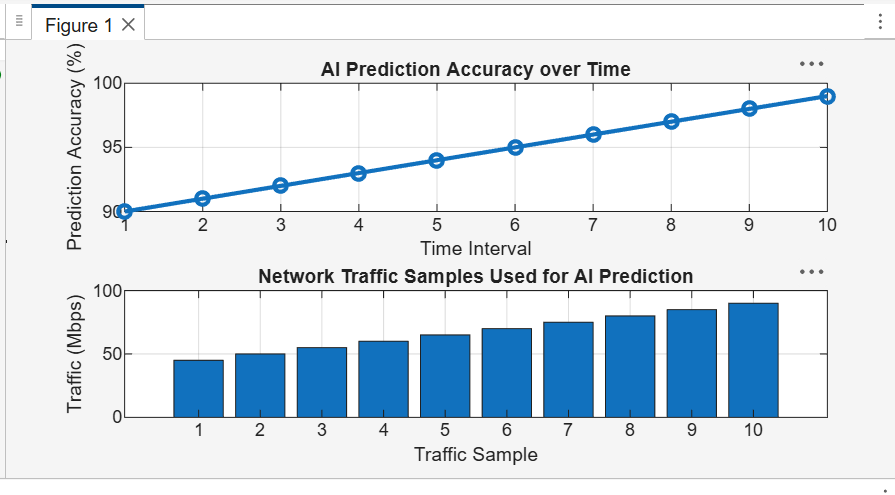 Figure 1
AI Prediction Accuracy over Time
Prediction Accuracy (%)
100
95
90
1 2 3 4 5 6 7 8 9 10
Time Interval
Network Traffic Samples Used for AI Prediction
Traffic (Mbps)
100
50
0
1 2 3 4 5 6 7 8 9 10
Traffic Sample